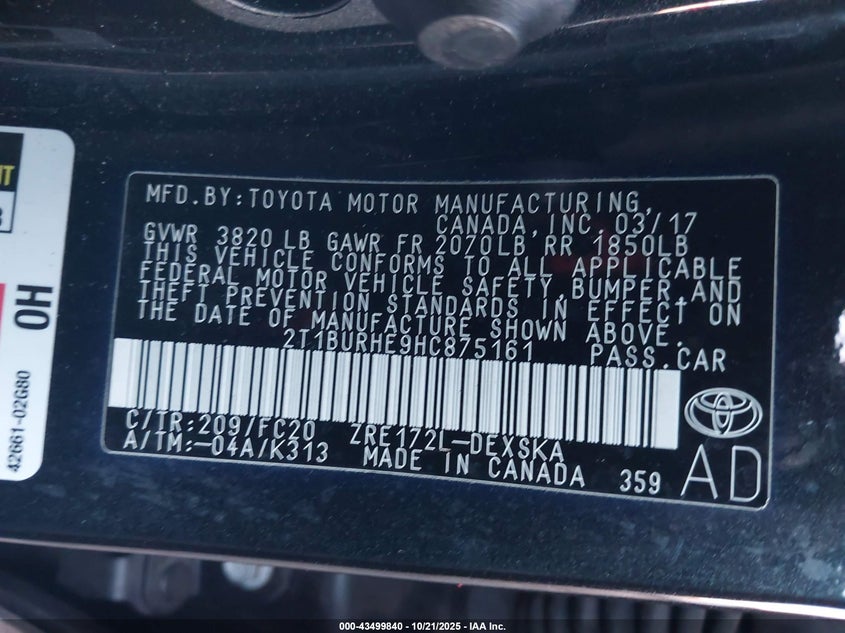 MFD.BY:TOYOTA MOTOR MANUFACTURING,
CANADA,INC. 03/17
GVWR 3820 LB GAWR FR 2070LB RR 1850LB
THIS VEHICLE CONFORMS TO ALL APPLICABLE
FEDERAL MOTOR VEHICLE SAFETY,BUMPER,AND
THEFT PREVENTION STANDARDS IN EFFECT ON
THE DATE OF MANUFACTURE SHOWN ABOVE.
2T1BURHE9HC875161 PASS.CAR
C/TR:209/FC20 ZRE172L-DEXSKA
A/TM:-04A/K313 MADE IN CANADA 359
AD
OH
42661-02G80
000-43499840 - 10/21/2025 - IAA Inc.